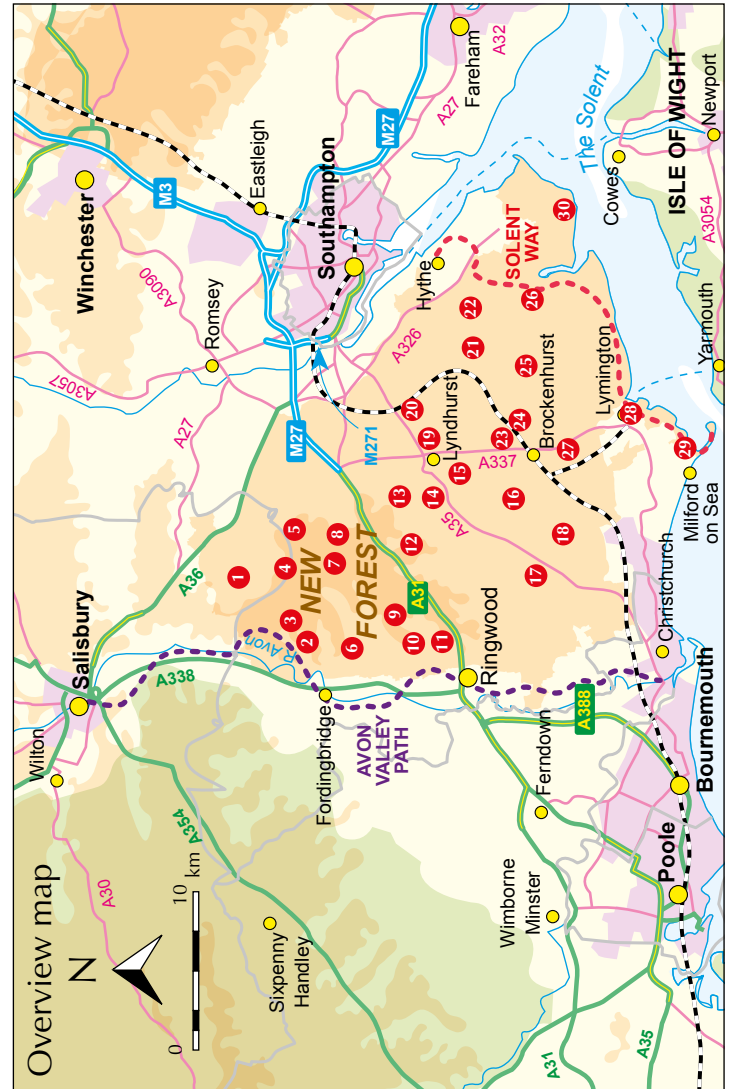 Overview map
N
0
10 km
A30
Wilton
Salisbury
A36
A338
A354
Sixpenny
Handley
Fordingbridge
AVON
VALLEY
PATH
R Avon
NEW
FOREST
1
2
3
4
5
6
7
8
9
10
11
12
13
14
15
16
17
18
19
20
21
22
23
24
25
26
27
28
29
30
A27
A3057
A3090
Romsey
Winchester
M3
Eastleigh
M27
M27
M271
Southampton
A27
Fareham
A32
A326
Hythe
SOLENT
WAY
The Solent
Cowes
ISLE OF WIGHT
Newport
A3054
Yarmouth
Lyndhurst
A337
A35
Brockenhurst
Lymington
Milford
on Sea
Christchurch
A31
Ringwood
A388
Ferndown
Wimborne
Minster
Bournemouth
Poole
A31
A35